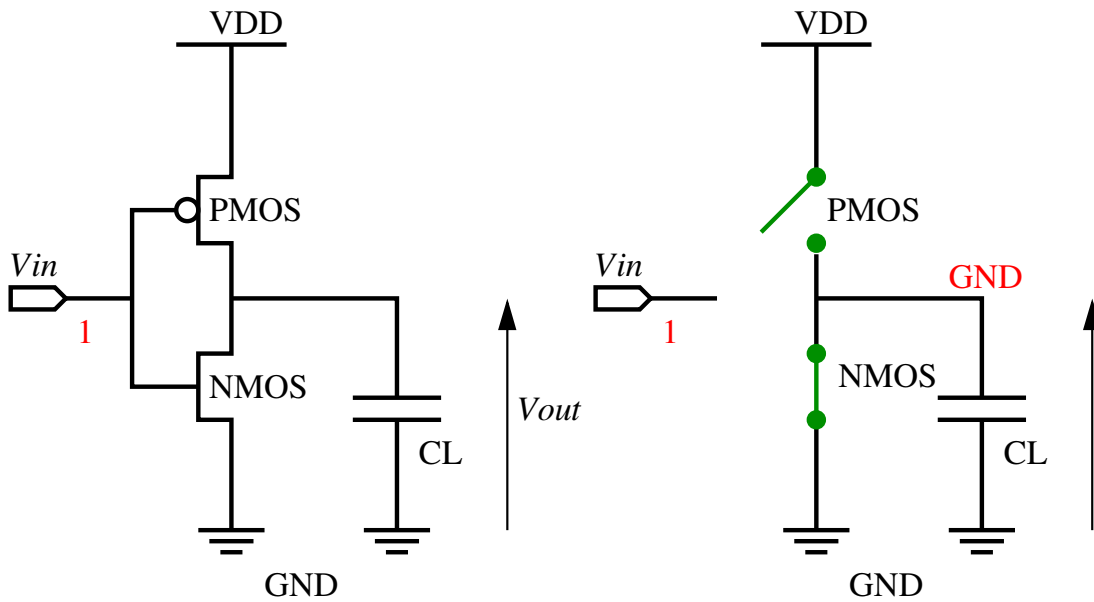 VDD
PMOS
Vin
1
NMOS
Vout
CL
GND
VDD
PMOS
Vin
GND
1
NMOS
CL
GND